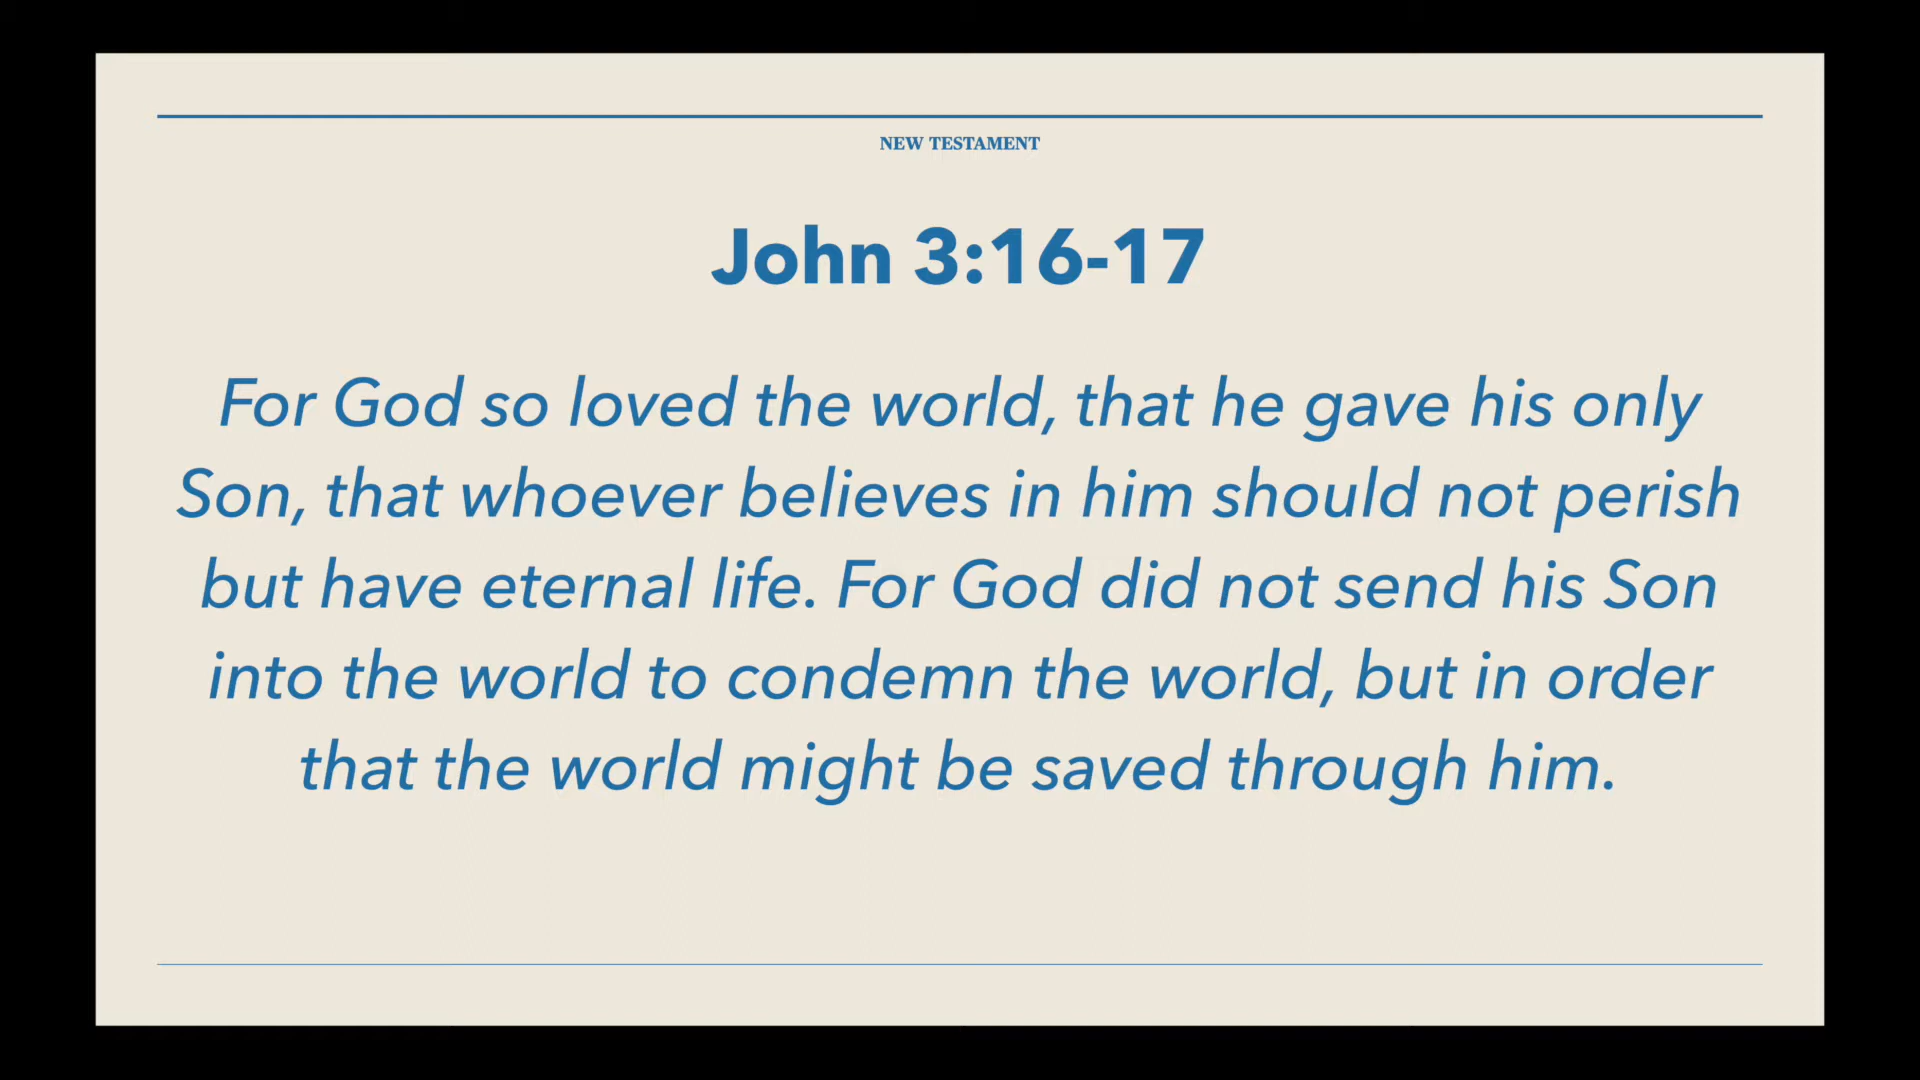 NEW TESTAMENT
John 3:16-17
For God so loved the world, that he gave his only
Son, that whoever believes in him should not perish
but have eternal life. For God did not send his Son
into the world to condemn the world, but in order
that the world might be saved through him.